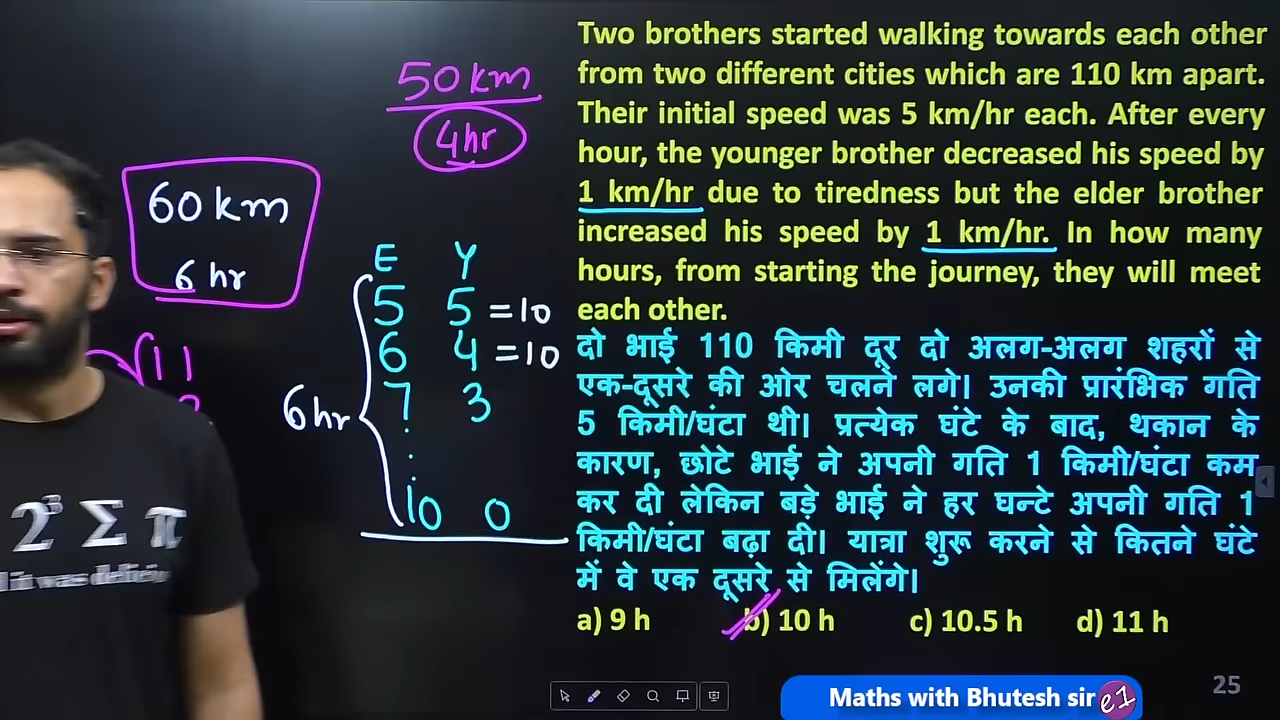 50 km
4hr
60 km
6 hr
11
E Y
5 5 = 10
6 4 = 10
7 3
6hr
10 0
Two brothers started walking towards each other
from two different cities which are 110 km apart.
Their initial speed was 5 km/hr each. After every
hour, the younger brother decreased his speed by
1 km/hr due to tiredness but the elder brother
increased his speed by 1 km/hr. In how many
hours, from starting the journey, they will meet
each other.
दो भाई 110 किमी दूर दो अलग-अलग शहरों से
एक-दूसरे की ओर चलने लगे। उनकी प्रारंभिक गति
5 किमी/घंटा थी। प्रत्येक घंटे के बाद, थकान के
कारण, छोटे भाई ने अपनी गति 1 किमी/घंटा कम
कर दी लेकिन बड़े भाई ने हर घन्टे अपनी गति 1
किमी/घंटा बढ़ा दी। यात्रा शुरू करने से कितने घंटे
में वे एक दूसरे से मिलेंगे।
a) 9 h b) 10 h c) 10.5 h d) 11 h
2³ Σ π
Maths with Bhutesh sir e1
25